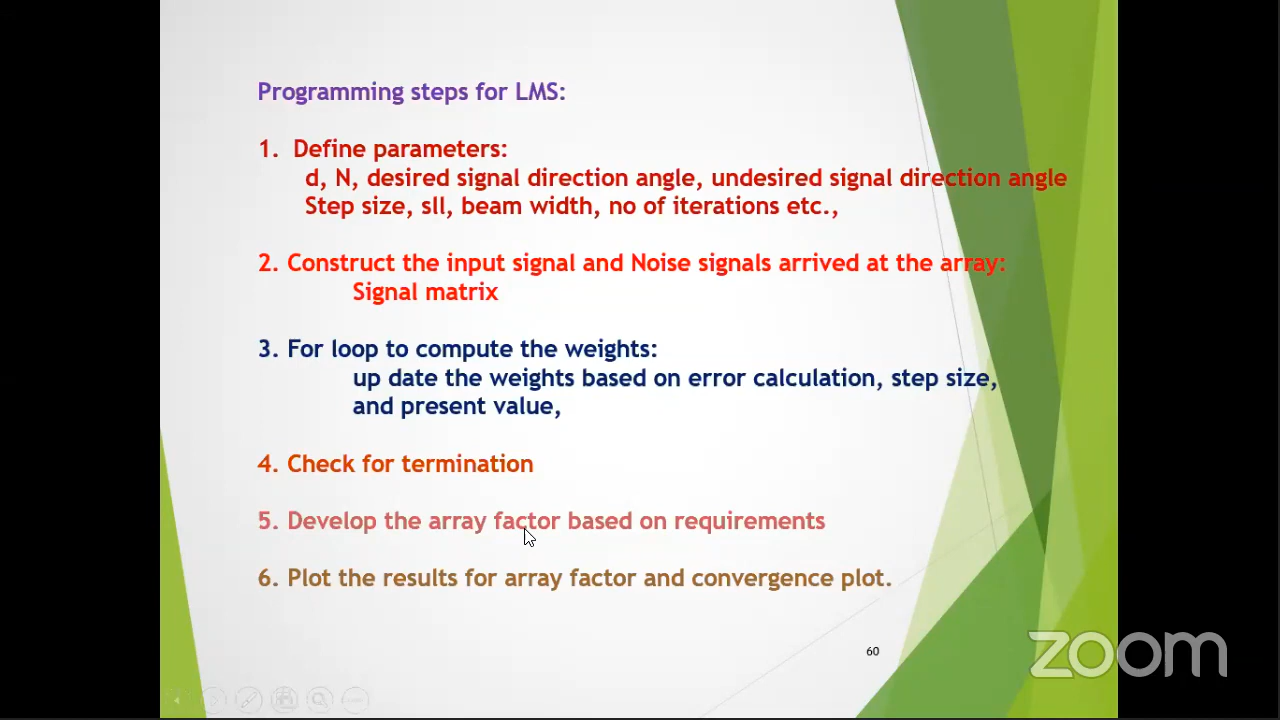 Programming steps for LMS:
1. Define parameters:
d, N, desired signal direction angle, undesired signal direction angle
Step size, sll, beam width, no of iterations etc.,
2. Construct the input signal and Noise signals arrived at the array:
Signal matrix
3. For loop to compute the weights:
up date the weights based on error calculation, step size,
and present value,
4. Check for termination
5. Develop the array factor based on requirements
6. Plot the results for array factor and convergence plot.
60
zoom